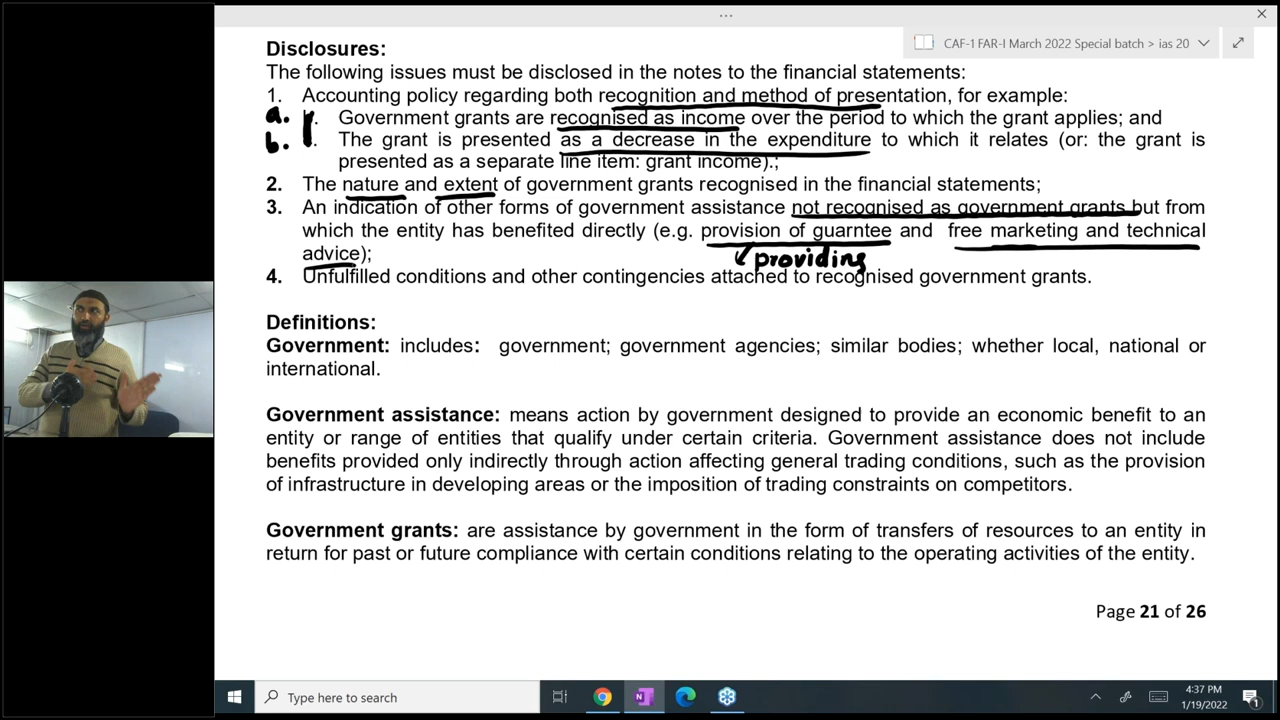 CAF-1 FAR-I March 2022 Special batch > ias 20
Disclosures:
The following issues must be disclosed in the notes to the financial statements:
1. Accounting policy regarding both recognition and method of presentation, for example:
a. Government grants are recognised as income over the period to which the grant applies; and
b. The grant is presented as a decrease in the expenditure to which it relates (or: the grant is
presented as a separate line item: grant income).;
2. The nature and extent of government grants recognised in the financial statements;
3. An indication of other forms of government assistance not recognised as government grants but from
which the entity has benefited directly (e.g. provision of guarntee and free marketing and technical
advice);
providing
4. Unfulfilled conditions and other contingencies attached to recognised government grants.
Definitions:
Government: includes: government; government agencies; similar bodies; whether local, national or
international.
Government assistance: means action by government designed to provide an economic benefit to an
entity or range of entities that qualify under certain criteria. Government assistance does not include
benefits provided only indirectly through action affecting general trading conditions, such as the provision
of infrastructure in developing areas or the imposition of trading constraints on competitors.
Government grants: are assistance by government in the form of transfers of resources to an entity in
return for past or future compliance with certain conditions relating to the operating activities of the entity.
Page 21 of 26
Type here to search
4:37 PM
1/19/2022
1